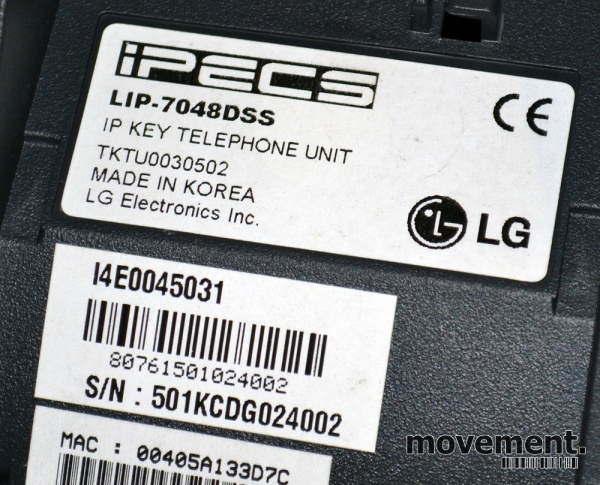 iPECS
LIP-7048DSS
IP KEY TELEPHONE UNIT
TKTU0030502
MADE IN KOREA
LG Electronics Inc.
CE
LG
I4E0045031
80761501024002
S/N : 501KCDG024002
MAC : 00405A133D7C
movement.